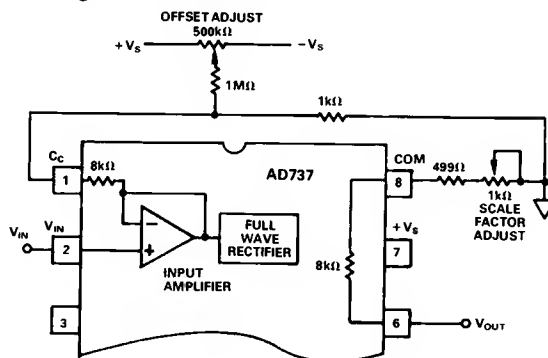 OFFSET ADJUST
500kΩ
+VS
−VS
1MΩ
1kΩ
CC
1
8kΩ
AD737
COM
8
499Ω
1kΩ
SCALE
FACTOR
ADJUST
VIN
VIN
2
−
+
INPUT
AMPLIFIER
FULL
WAVE
RECTIFIER
+VS
7
8kΩ
3
6
VOUT